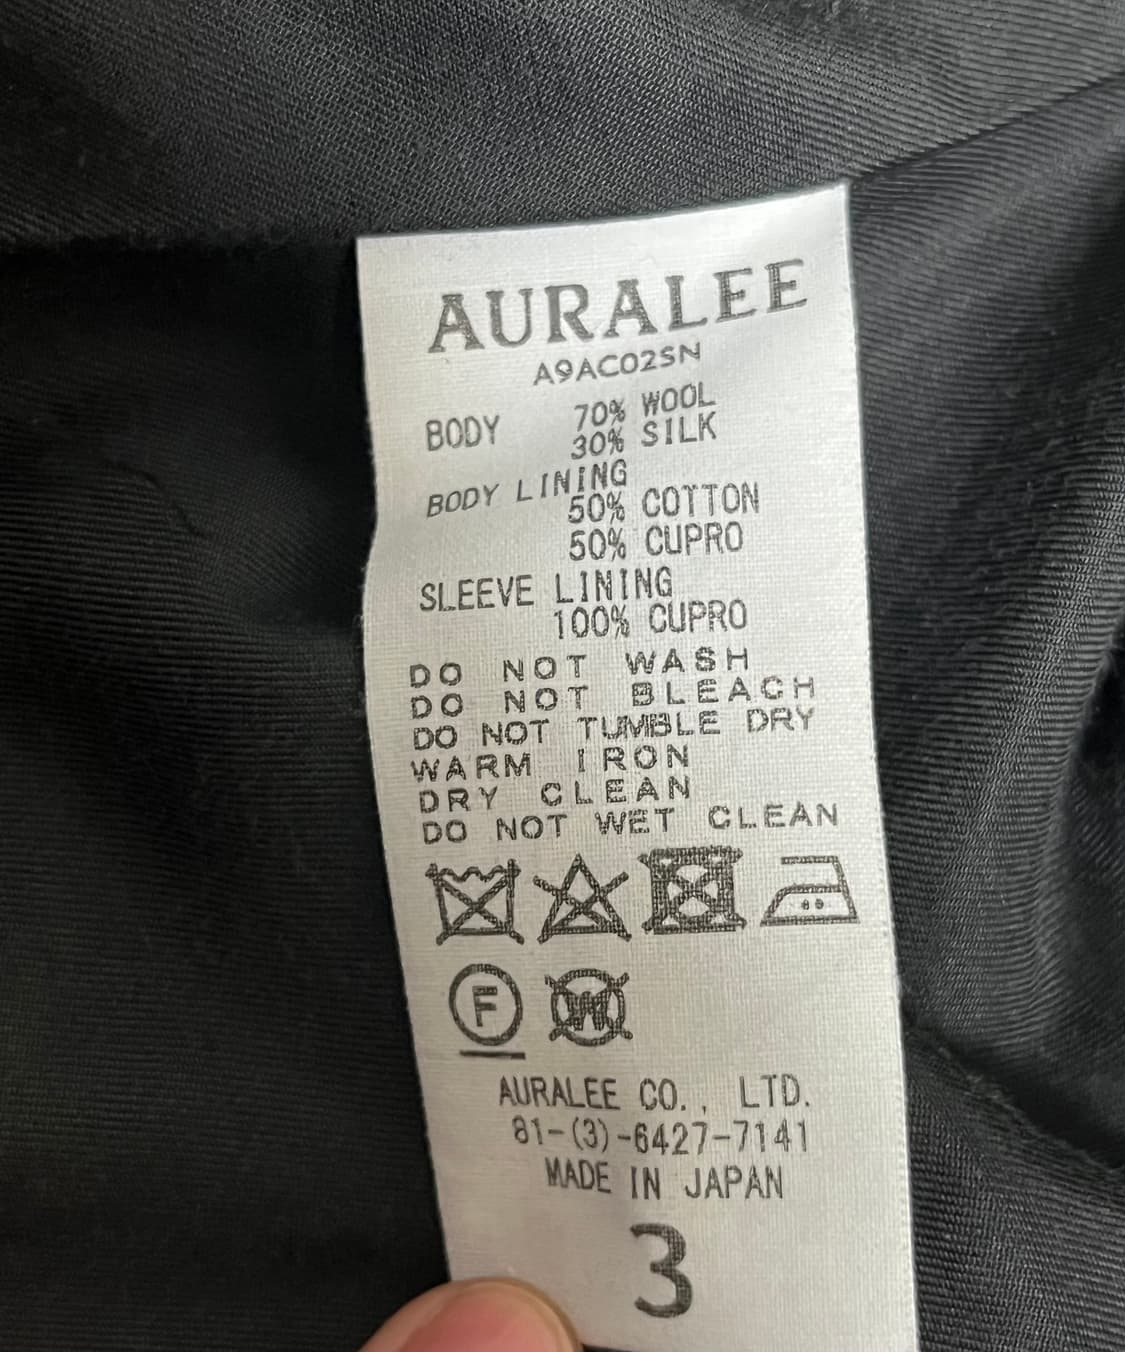 AURALEE
A9AC02SN
BODY 70% WOOL
30% SILK
BODY LINING
50% COTTON
50% CUPRO
SLEEVE LINING
100% CUPRO
DO NOT WASH
DO NOT BLEACH
DO NOT TUMBLE DRY
WARM IRON
DRY CLEAN
DO NOT WET CLEAN
F W
AURALEE CO., LTD.
81-(3)-6427-7141
MADE IN JAPAN
3